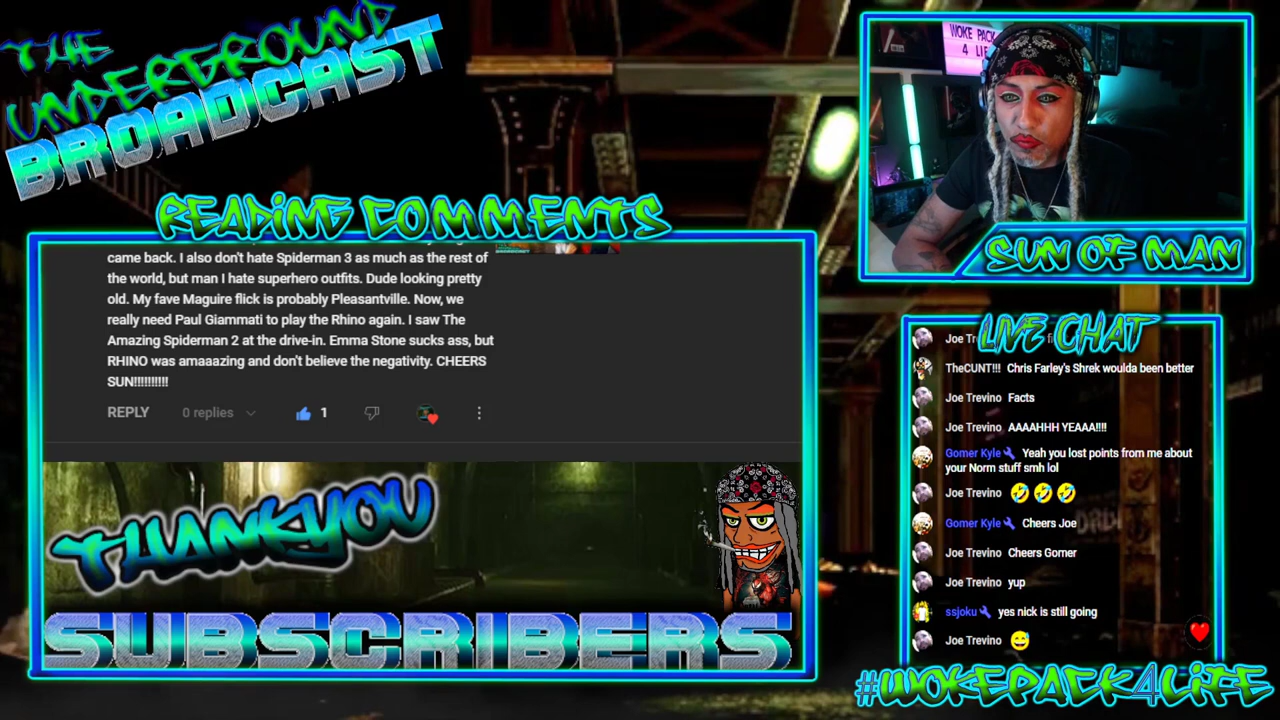 THE
UNDERGROUND
BROADCAST
WOKE PACK
4 LIFE
READING COMMENTS
came back. I also don't hate Spiderman 3 as much as the rest of
the world, but man I hate superhero outfits. Dude looking pretty
old. My fave Maguire flick is probably Pleasantville. Now, we
really need Paul Giammati to play the Rhino again. I saw The
Amazing Spiderman 2 at the drive-in. Emma Stone sucks ass, but
RHINO was amaaazing and don't believe the negativity. CHEERS
SUN!!!!!!!!!!
REPLY 0 replies 1
THANKYOU
SUBSCRIBERS
SUN OF MAN
LIVE CHAT
Joe Tr
TheCUNT!!! Chris Farley's Shrek woulda been better
Joe Trevino Facts
Joe Trevino AAAAHHH YEAAA!!!!
Gomer Kyle Yeah you lost points from me about
your Norm stuff smh lol
Joe Trevino 🤣🤣🤣
Gomer Kyle Cheers Joe
Joe Trevino Cheers Gomer
Joe Trevino yup
ssjoku yes nick is still going
Joe Trevino 😅
#WOKEPACK4LIFE